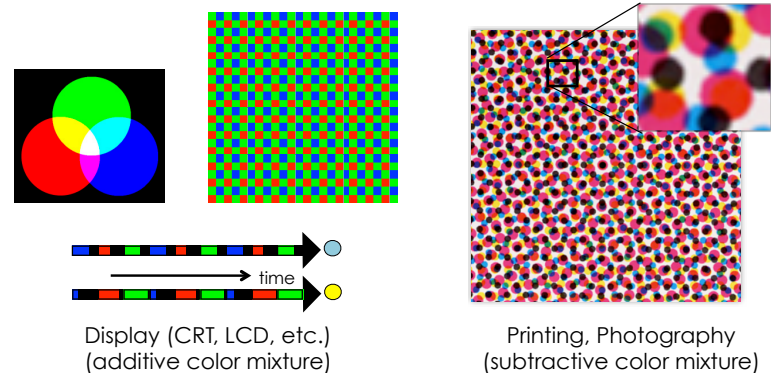 time
Display (CRT, LCD, etc.)
(additive color mixture)
Printing, Photography
(subtractive color mixture)